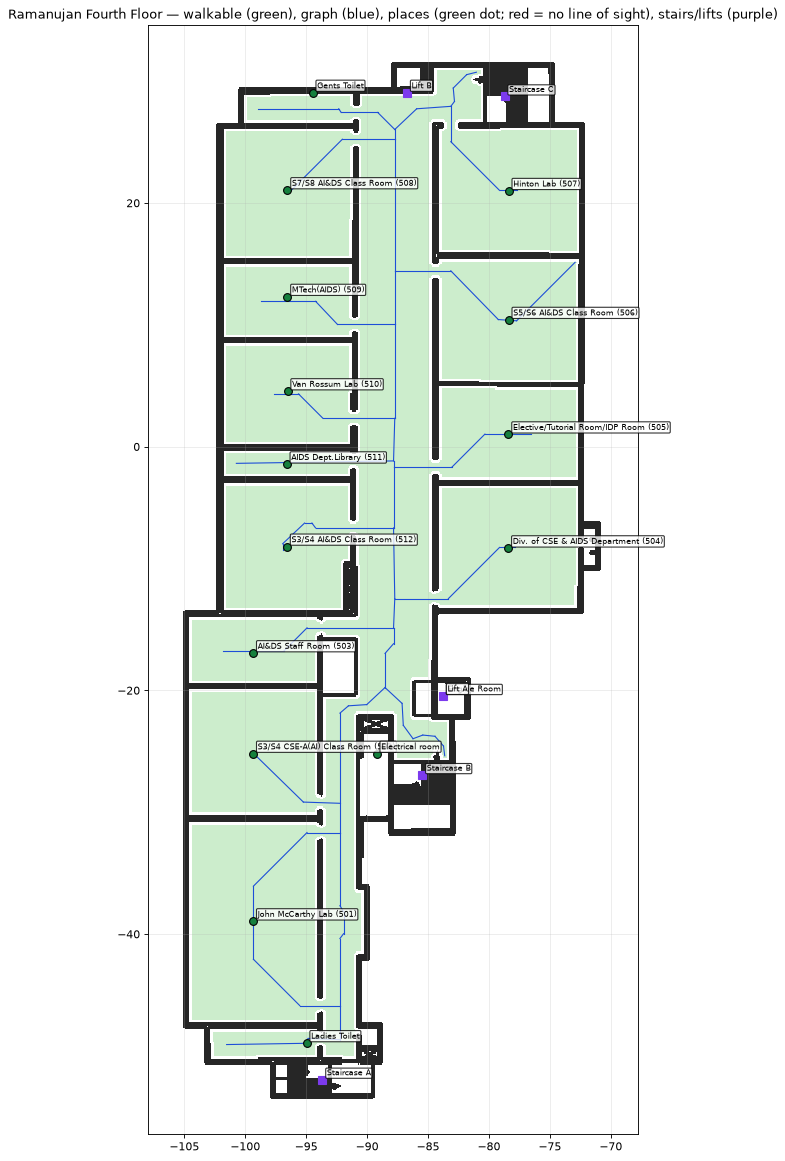 Ramanujan Fourth Floor — walkable (green), graph (blue), places (green dot; red = no line of sight), stairs/lifts (purple)
Gents Toilet
Lift B
Staircase C
S7/S8 AI&DS Class Room (508)
Hinton Lab (507)
20
MTech(AIDS) (509)
S5/S6 AI&DS Class Room (506)
Van Rossum Lab (510)
Elective/Tutorial Room/IDP Room (505)
0
AIDS Dept.Library (511)
S3/S4 AI&DS Class Room (512)
Div. of CSE & AIDS Department (504)
AI&DS Staff Room (503)
−20
Lift A
Room
S3/S4 CSE-A(AI) Class Room
Electrical room
Staircase B
John McCarthy Lab (501)
−40
Ladies Toilet
Staircase A
−105
−100
−95
−90
−85
−80
−75
−70